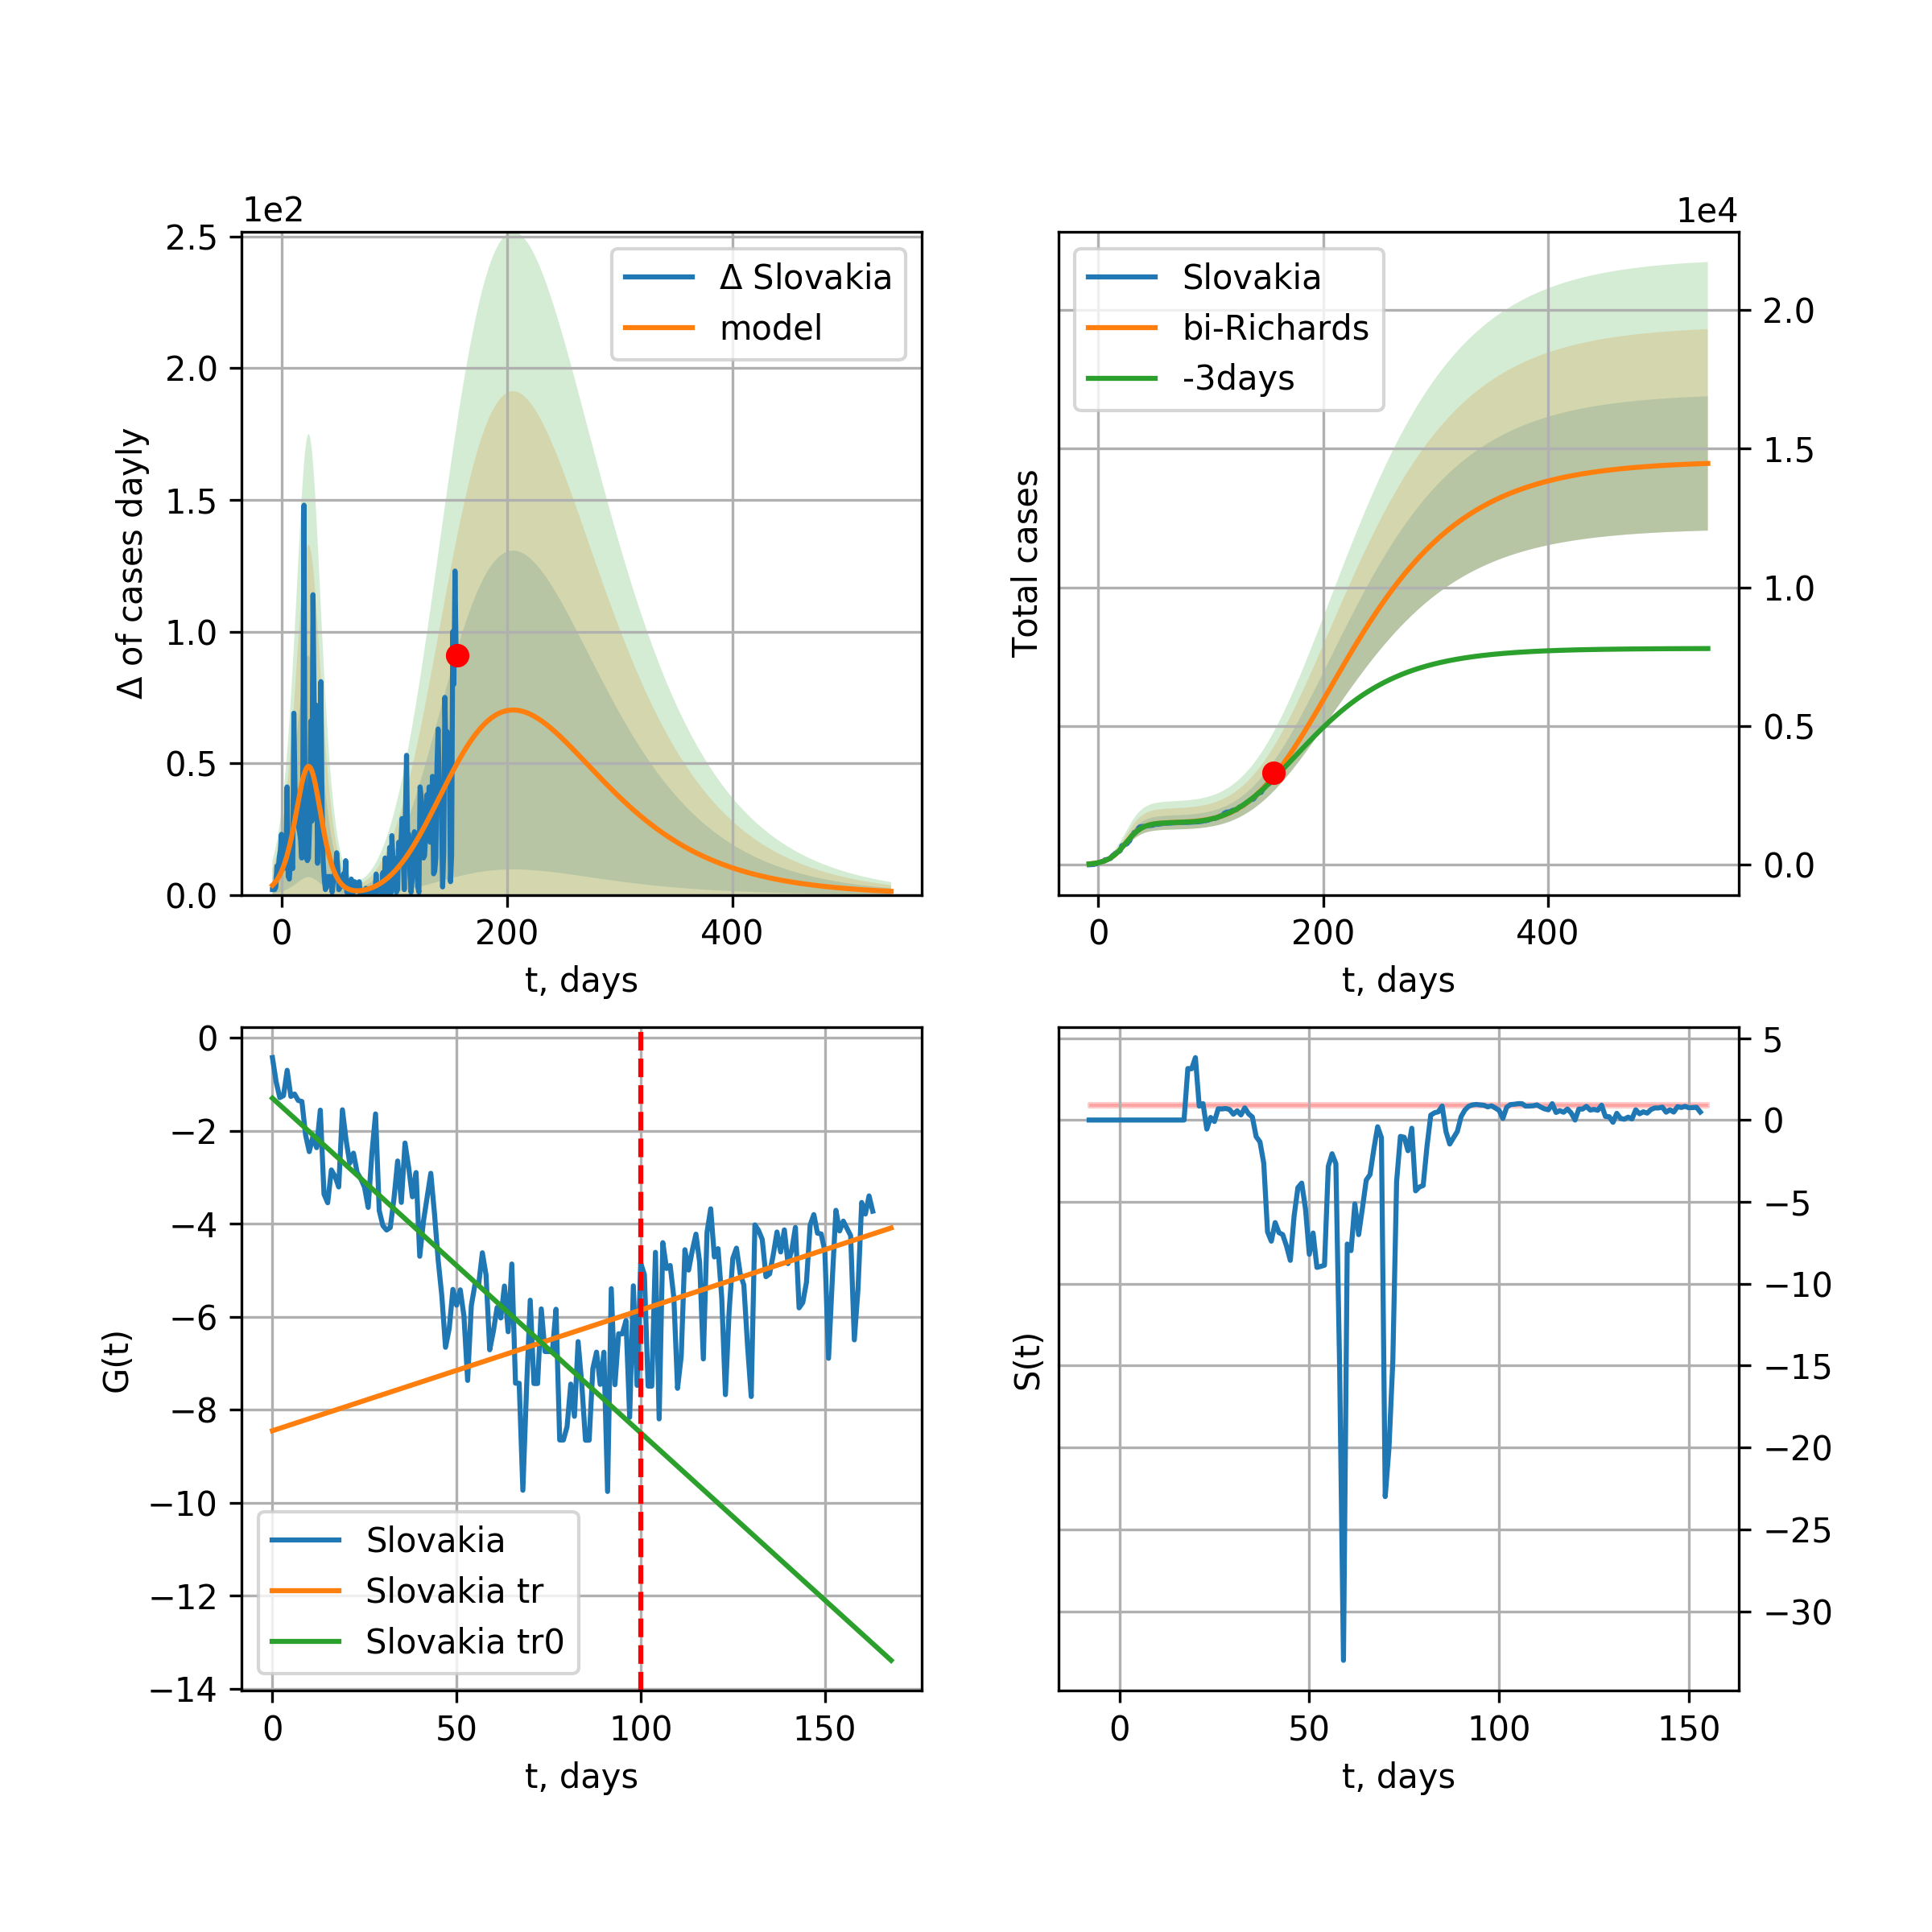 1e2
2.5
2.0
1.5
1.0
0.5
0.0
Δ of cases dayly
Δ Slovakia
model
0 200 400
t, days
1e4
Slovakia
bi-Richards
-3days
2.0
1.5
1.0
0.5
0.0
Total cases
0 200 400
t, days
0
−2
−4
−6
−8
−10
−12
−14
G(t)
Slovakia
Slovakia tr
Slovakia tr0
0 50 100 150
t, days
5
0
−5
−10
−15
−20
−25
−30
S(t)
0 50 100 150
t, days